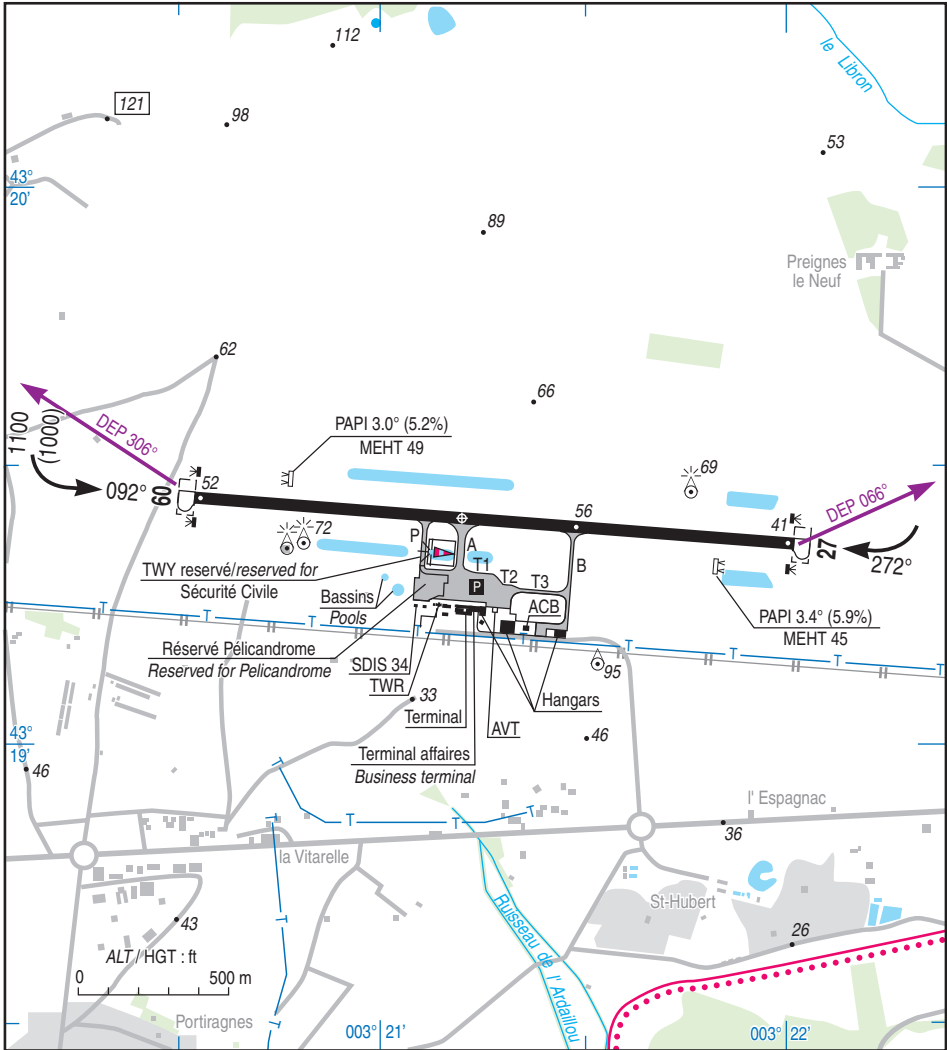 112
le Libron
121
98
53
43°
20'
89
Preignes
le Neuf
62
66
DEP 306°
1100
(1000)
PAPI 3.0° (5.2%)
MEHT 49
69
DEP 066°
092°
09
52
56
41
27
272°
72
P
A
B
T1
T2
T3
P
ACB
TWY reservé/reserved for
Sécurité Civile
Bassins
Pools
PAPI 3.4° (5.9%)
MEHT 45
T
T
T
T
T
T
T
T
Réservé Pélicandrome
Reserved for Pelicandrome
SDIS 34
TWR
95
33
Hangars
Terminal
AVT
46
43°
19'
Terminal affaires
Business terminal
46
T
T
T
T
l' Espagnac
36
la Vitarelle
St-Hubert
43
26
Ruisseau de l' Ardaillou
ALT / HGT : ft
0 500 m
T
Portiragnes
003° 21'
003° 22'